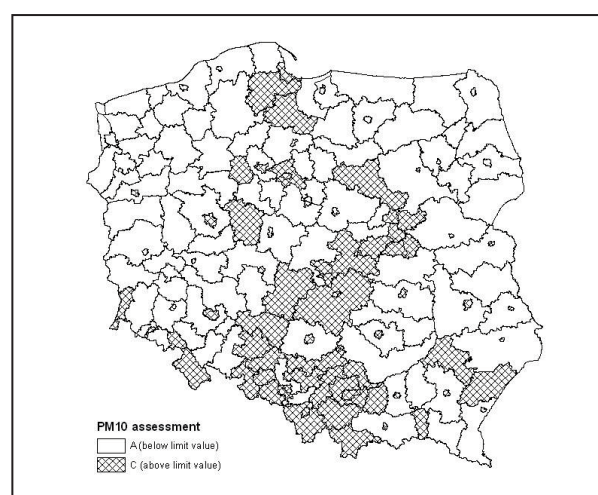 PM10 assessment
A (below limit value)
C (above limit value)